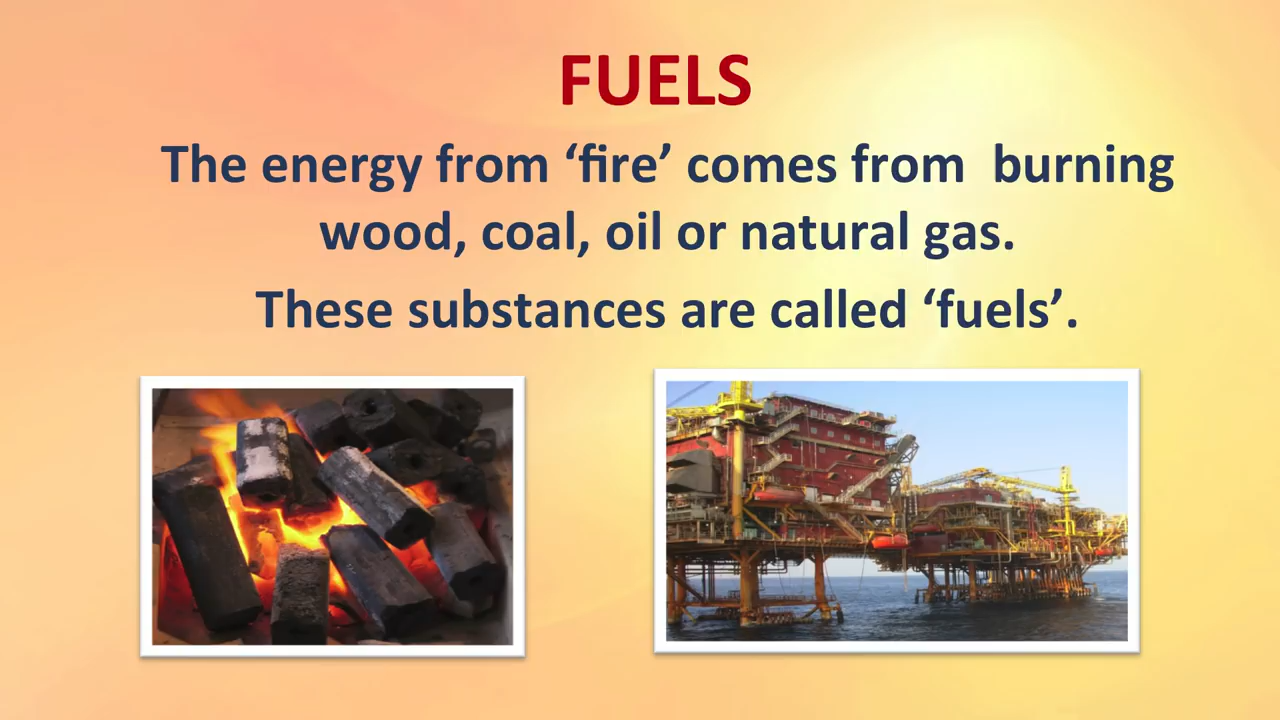 FUELS
The energy from ‘fire’ comes from  burning
wood, coal, oil or natural gas.
These substances are called ‘fuels’.